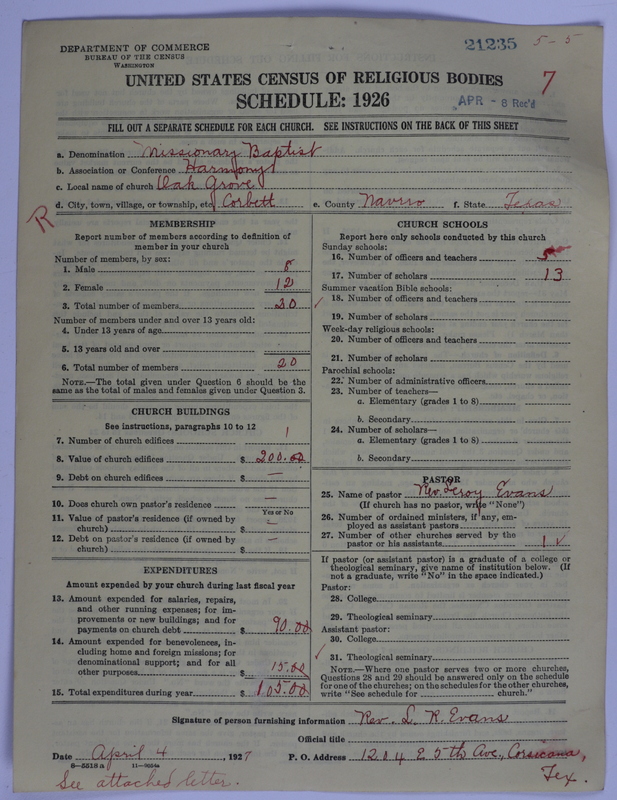 21235 5-5
DEPARTMENT OF COMMERCE
BUREAU OF THE CENSUS
WASHINGTON
UNITED STATES CENSUS OF RELIGIOUS BODIES 7
SCHEDULE: 1926
APR - 8 Rec'd
FILL OUT A SEPARATE SCHEDULE FOR EACH CHURCH. SEE INSTRUCTIONS ON THE BACK OF THIS SHEET
a. Denomination Missionary Baptist
b. Association or Conference Harmony
c. Local name of church Oak Grove
d. City, town, village, or township, etc. Corbett e. County Navrro f. State Texas
R
MEMBERSHIP
Report number of members according to definition of
member in your church
Number of members, by sex:
1. Male 8
2. Female 12
3. Total number of members 20
Number of members under and over 13 years old:
4. Under 13 years of age
5. 13 years old and over
6. Total number of members 20
NOTE.—The total given under Question 6 should be the
same as the total of males and females given under Question 3.
CHURCH BUILDINGS
See instructions, paragraphs 10 to 12
7. Number of church edifices 1
8. Value of church edifices $ 200.00
9. Debt on church edifices $ —
10. Does church own pastor's residence —
Yes or No
11. Value of pastor's residence (if owned by
church) $ —
12. Debt on pastor's residence (if owned by
church) $ —
EXPENDITURES
Amount expended by your church during last fiscal year
13. Amount expended for salaries, repairs,
and other running expenses; for im-
provements or new buildings; and for
payments on church debt $ 90.00
14. Amount expended for benevolences, in-
cluding home and foreign missions; for
denominational support; and for all
other purposes $ 15.00
15. Total expenditures during year $ 105.00
CHURCH SCHOOLS
Report here only schools conducted by this church
Sunday schools:
16. Number of officers and teachers 5
17. Number of scholars 13
Summer vacation Bible schools:
18. Number of officers and teachers
19. Number of scholars
Week-day religious schools:
20. Number of officers and teachers
21. Number of scholars
Parochial schools:
22. Number of administrative officers
23. Number of teachers—
a. Elementary (grades 1 to 8)
b. Secondary
24. Number of scholars—
a. Elementary (grades 1 to 8)
b. Secondary
PASTOR
25. Name of pastor Rev. Leroy Evans
(If church has no pastor, write "None")
26. Number of ordained ministers, if any, em-
ployed as assistant pastors
27. Number of other churches served by the
pastor or his assistants 1 ✓
If pastor (or assistant pastor) is a graduate of a college or
theological seminary, give name of institution below. (If
not a graduate, write "No" in the space indicated.)
Pastor:
28. College
29. Theological seminary
Assistant pastor:
30. College
31. Theological seminary
NOTE.—Where one pastor serves two or more churches,
Questions 28 and 29 should be answered only on the schedule
for one of the churches; on the schedules for the other churches,
write "See schedule for church."
Signature of person furnishing information Rev. L. R. Evans
Official title
Date April 4, 1927 P. O. Address 1204 E 5th Ave., Corsicana,
Tex.
8-5518a 11-9054a
See attached letter.